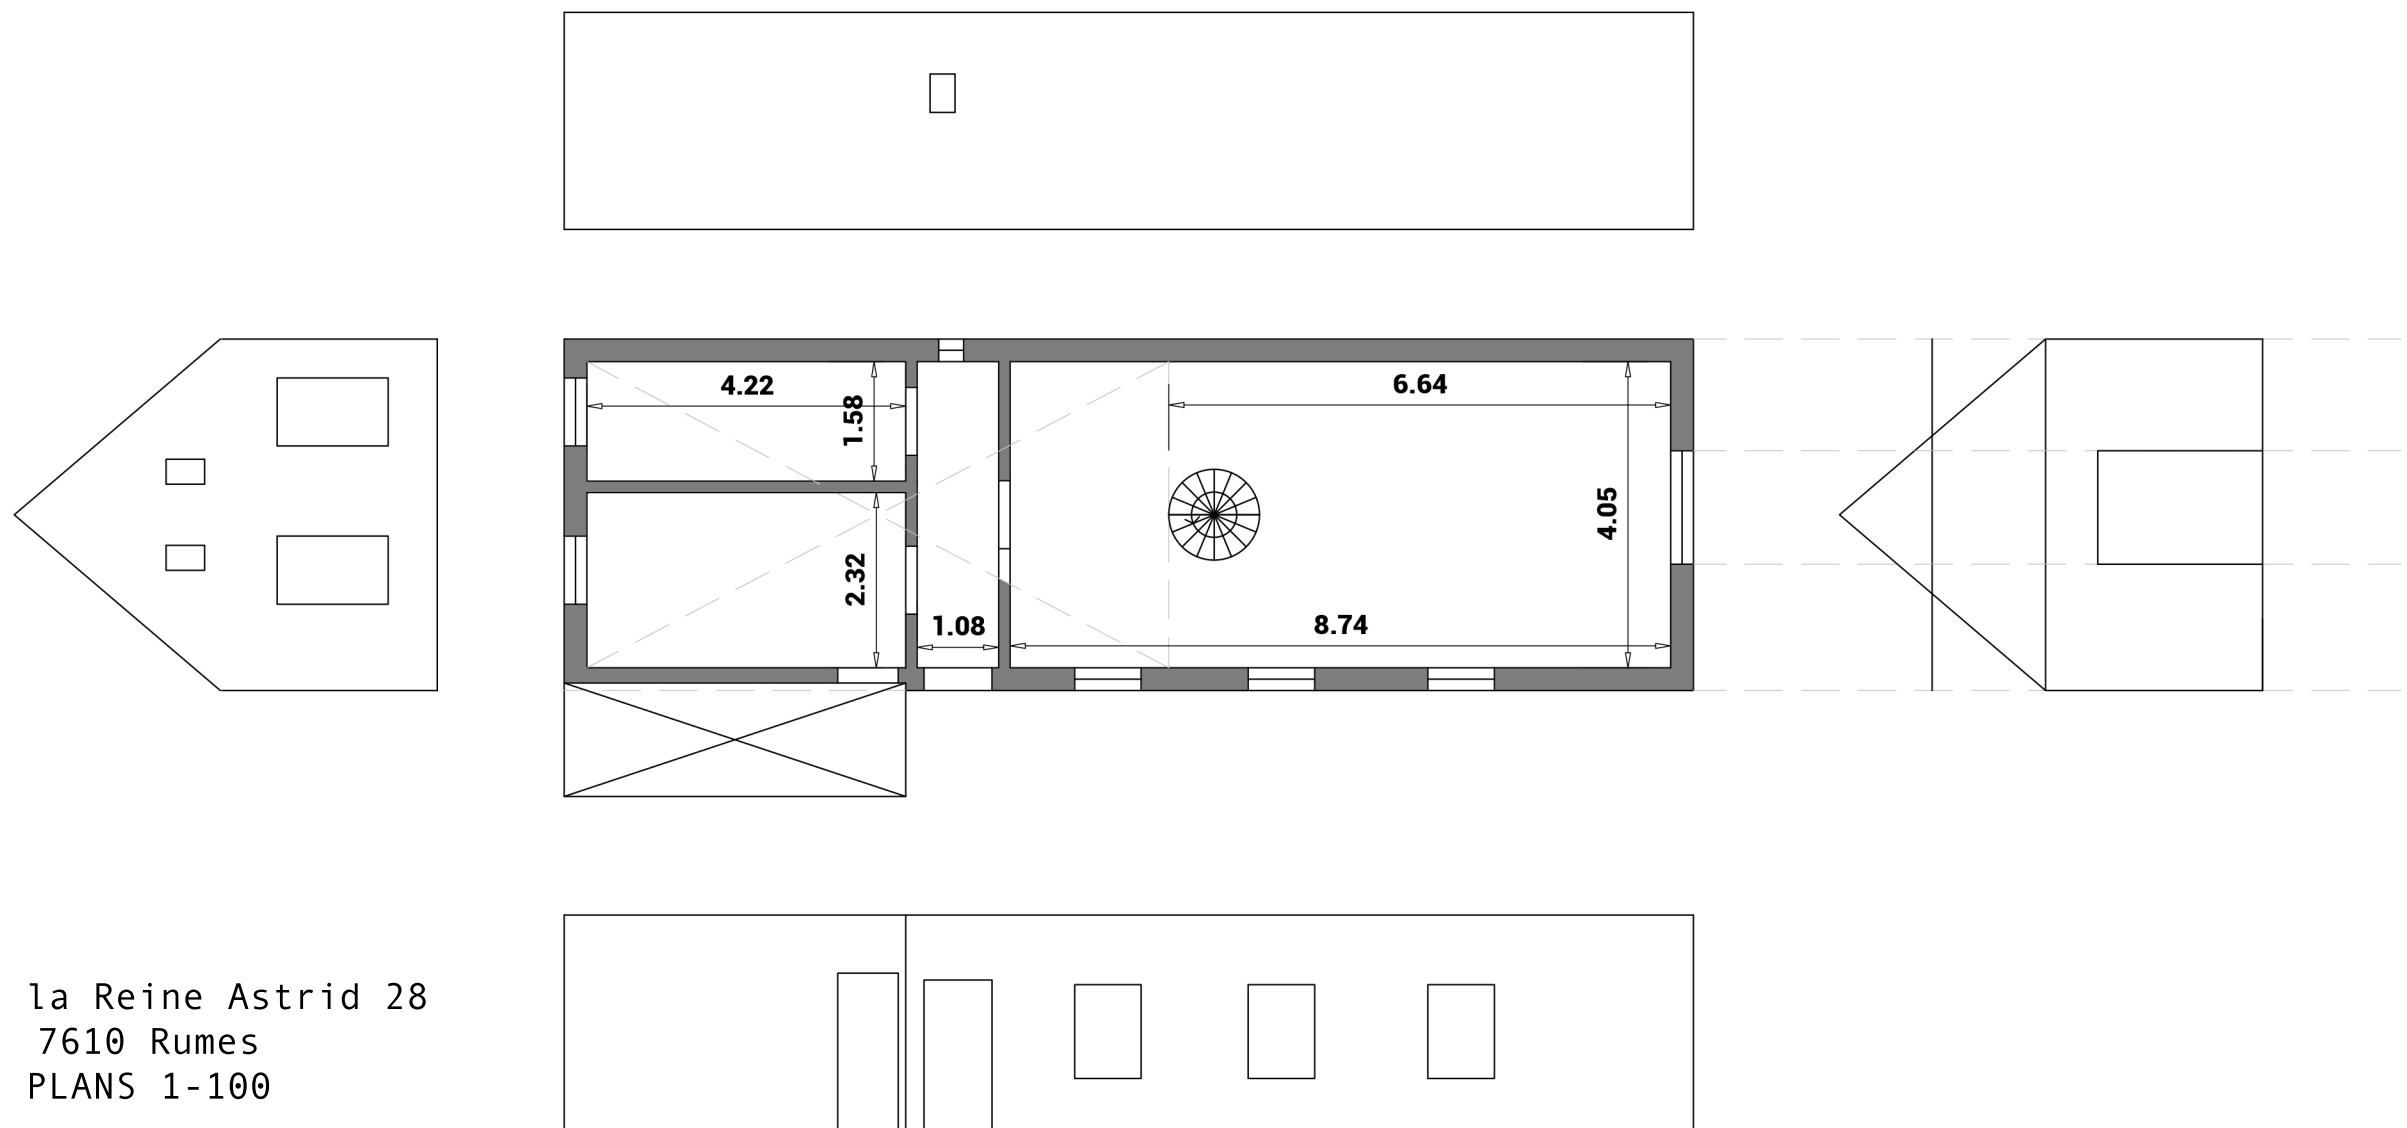 4.22
1.58
6.64
4.05
2.32
1.08
8.74
la Reine Astrid 28
7610 Rumes
PLANS 1-100